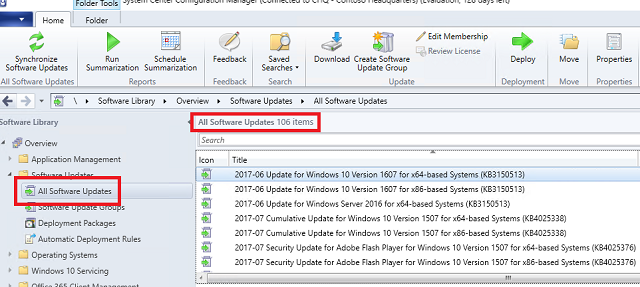 Folder Tools
System Center Configuration Manager (Connected to CHQ - Contoso Headquarters) (Evaluation, 128 days left)
Home
Folder
Synchronize
Software Updates
All Software Updates
Run
Summarization
Schedule
Summarization
Reports
Feedback
Feedback
Saved
Searches
Search
Download
Create Software
Update Group
Edit Membership
Review License
Update
Deploy
Deployment
Move
Move
Properties
Properties
\ Software Library Overview Software Updates All Software Updates
Software Library
Overview
Application Management
Software Updates
All Software Updates
Software Update Groups
Deployment Packages
Automatic Deployment Rules
Operating Systems
Windows 10 Servicing
Office 365 Client Management
All Software Updates 106 items
Search
Icon Title
2017-06 Update for Windows 10 Version 1607 for x64-based Systems (KB3150513)
2017-06 Update for Windows 10 Version 1607 for x86-based Systems (KB3150513)
2017-06 Update for Windows Server 2016 for x64-based Systems (KB3150513)
2017-07 Cumulative Update for Windows 10 Version 1507 for x64-based Systems (KB4025338)
2017-07 Cumulative Update for Windows 10 Version 1507 for x86-based Systems (KB4025338)
2017-07 Security Update for Adobe Flash Player for Windows 10 Version 1507 for x64-based Systems (KB4025376)
2017-07 Security Update for Adobe Flash Player for Windows 10 Version 1507 for x86-based Systems (KB4025376)